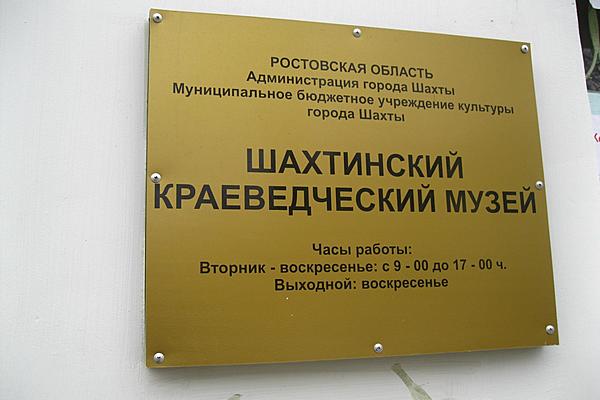 РОСТОВСКАЯ ОБЛАСТЬ
Администрация города Шахты
Муниципальное бюджетное учреждение культуры
города Шахты
ШАХТИНСКИЙ
КРАЕВЕДЧЕСКИЙ МУЗЕЙ
Часы работы:
Вторник - воскресенье: с 9 - 00 до 17 - 00 ч.
Выходной: воскресенье